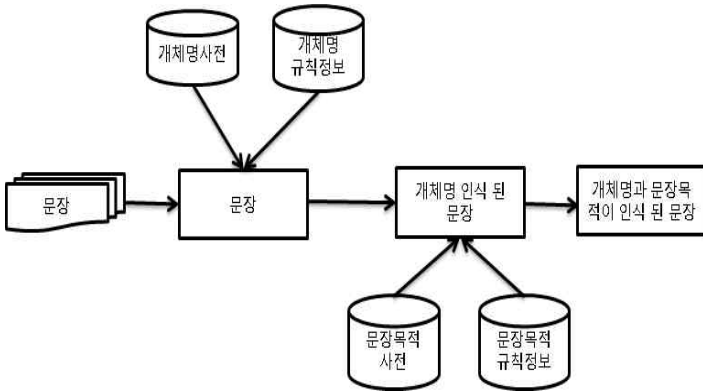 개체명사전
개체명
규칙정보
문장
문장
개체명 인식 된
문장
개체명과 문장목
적이 인식 된 문장
문장목적
사전
문장목적
규칙정보